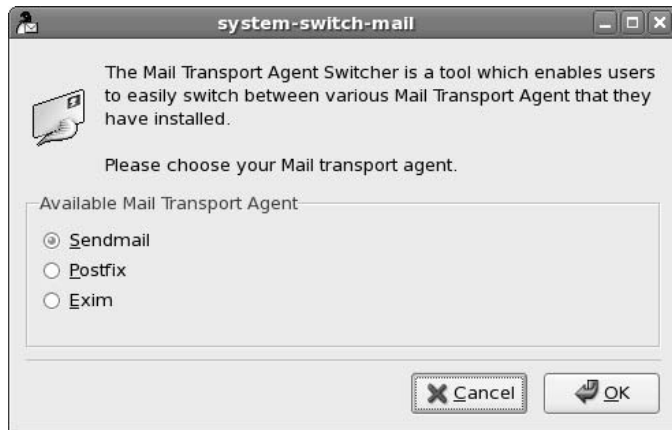 system-switch-mail
The Mail Transport Agent Switcher is a tool which enables users
to easily switch between various Mail Transport Agent that they
have installed.
Please choose your Mail transport agent.
Available Mail Transport Agent
Sendmail
Postfix
Exim
Cancel
OK